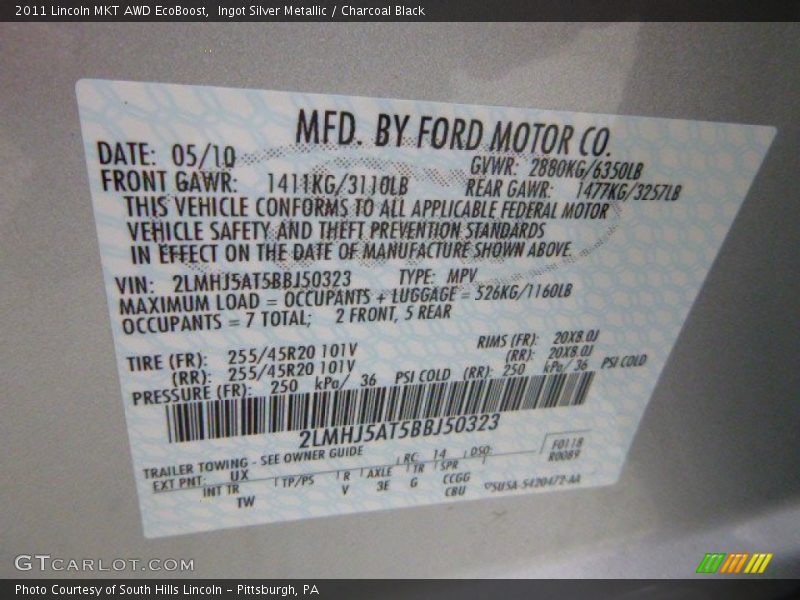 2011 Lincoln MKT AWD EcoBoost,  Ingot Silver Metallic / Charcoal Black
MFD. BY FORD MOTOR CO.
DATE: 05/10
GVWR: 2880KG/6350LB
FRONT GAWR: 1411KG/3110LB
REAR GAWR: 1477KG/3257LB
THIS VEHICLE CONFORMS TO ALL APPLICABLE FEDERAL MOTOR
VEHICLE SAFETY AND THEFT PREVENTION STANDARDS
IN EFFECT ON THE DATE OF MANUFACTURE SHOWN ABOVE.
VIN: 2LMHJ5AT5BBJ50323 TYPE: MPV
MAXIMUM LOAD = OCCUPANTS + LUGGAGE = 526KG/1160LB
OCCUPANTS = 7 TOTAL; 2 FRONT, 5 REAR
TIRE (FR): 255/45R20 101V RIMS (FR): 20X8.0J
(RR): 255/45R20 101V (RR): 20X8.0J
PRESSURE (FR): 250 kPa/ 36 PSI COLD (RR): 250 kPa/ 36 PSI COLD
2LMHJ5AT5BBJ50323
TRAILER TOWING - SEE OWNER GUIDE
F0118
R0089
EXT PNT: UX RC: 14 DSO:
INT TR TP/PS R AXLE TR SPR
TW V 3E G CCGG
CBU
5U5A-5420472-AA
GTCARLOT.COM
Photo Courtesy of South Hills Lincoln – Pittsburgh, PA